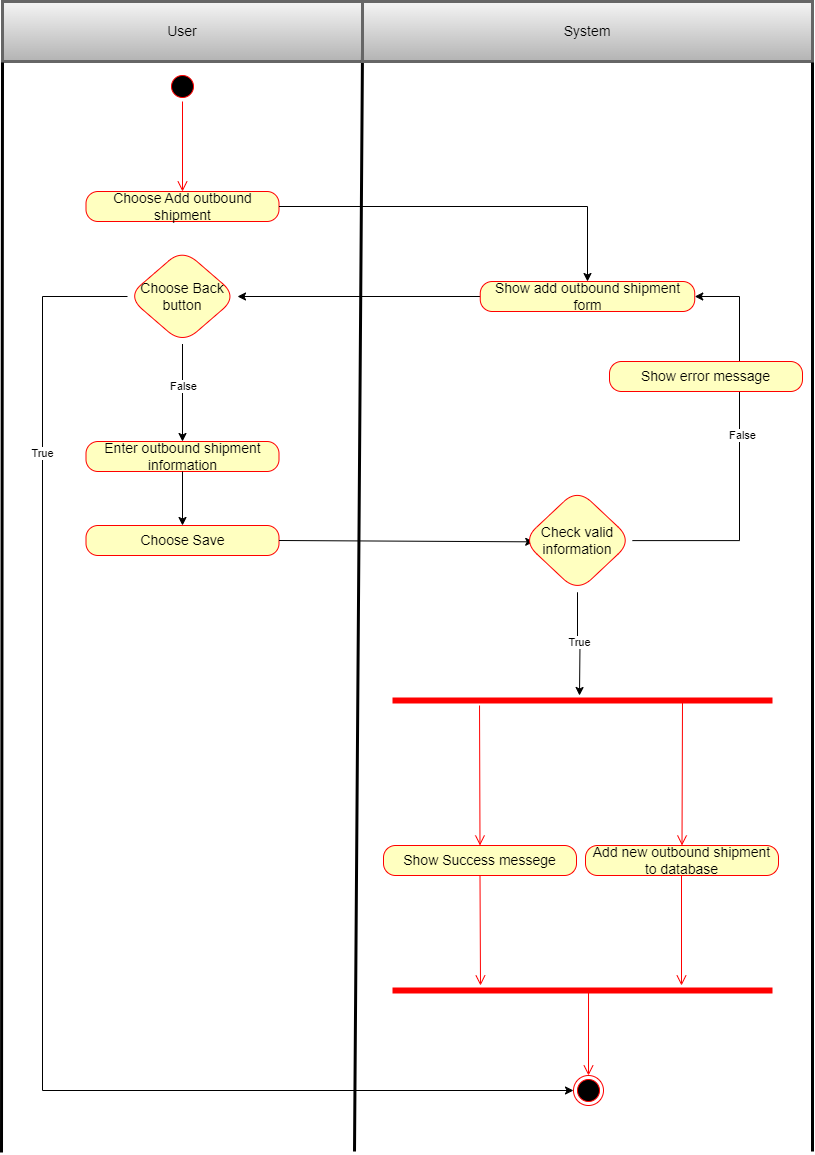 User
System
Choose Add outbound
shipment
Choose Back
button
Show add outbound shipment
form
Show error message
False
False
True
Enter outbound shipment
information
Choose Save
Check valid
information
True
Show Success messege
Add new outbound shipment
to database